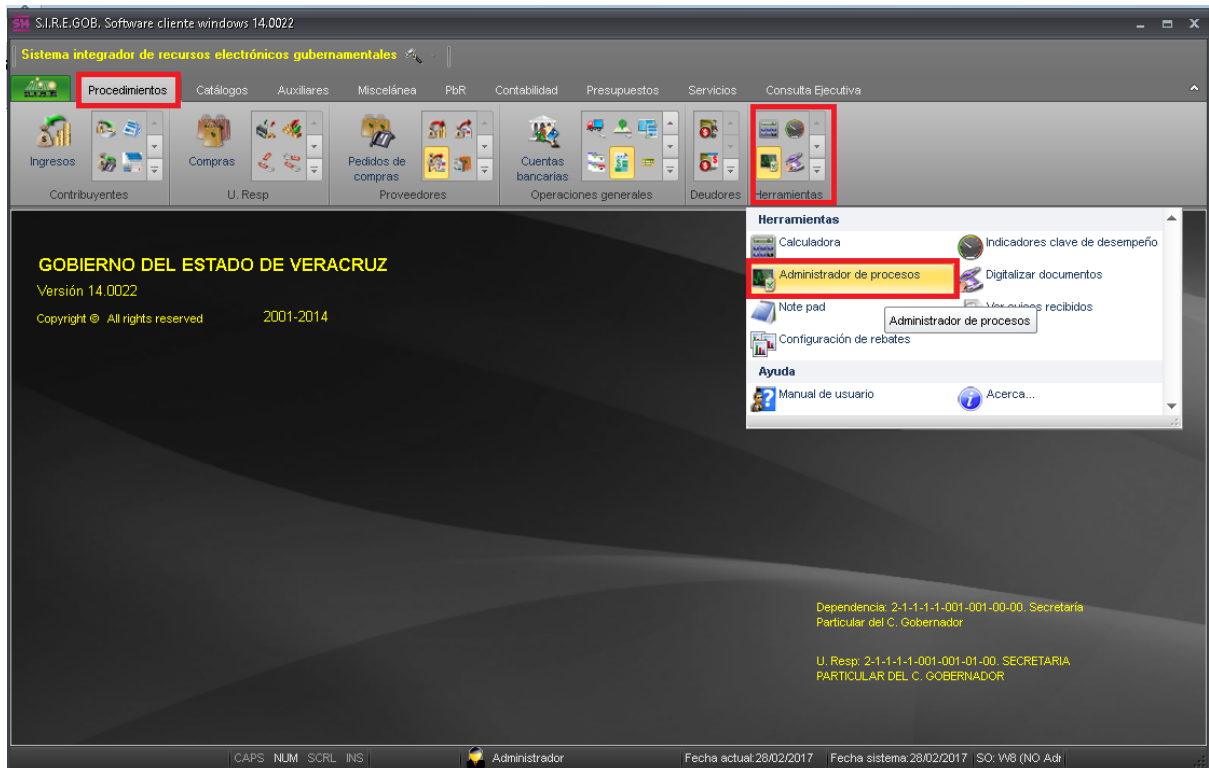 S.I.R.E.GOB. Software cliente windows 14.0022
Sistema integrador de recursos electrónicos gubernamentales
Procedimientos Catálogos Auxiliares Miscelánea PbR Contabilidad Presupuestos Servicios Consulta Ejecutiva
Ingresos
Contribuyentes
Compras
U. Resp
Pedidos de
compras
Proveedores
Cuentas
bancarias
Operaciones generales
Deudores
Herramientas
Herramientas
Calculadora
Indicadores clave de desempeño
Administrador de procesos
Digitalizar documentos
Note pad
Ver avisos recibidos
Administrador de procesos
Configuración de rebates
Ayuda
Manual de usuario
Acerca...
GOBIERNO DEL ESTADO DE VERACRUZ
Versión 14.0022
Copyright © All rights reserved 2001-2014
Dependencia: 2-1-1-1-1-001-001-00-00. Secretaría
Particular del C. Gobernador
U. Resp: 2-1-1-1-1-001-001-01-00. SECRETARIA
PARTICULAR DEL C. GOBERNADOR
CAPS NUM SCRL INS Administrador Fecha actual:28/02/2017 Fecha sistema:28/02/2017 SO: W8 (NO Adr